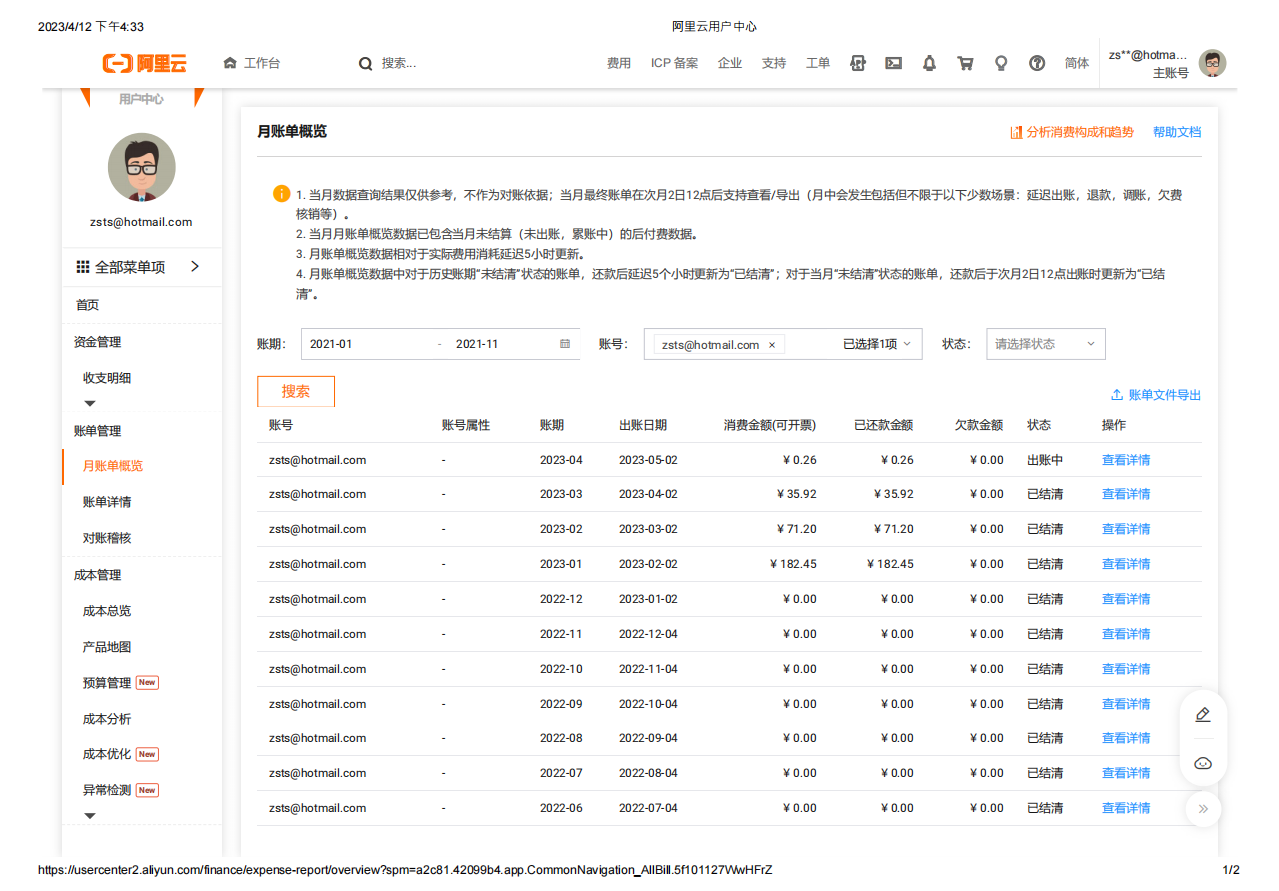 2023/4/12 下午4:33
阿里云用户中心
阿里云
工作台
搜索...
费用
ICP 备案
企业
支持
工单
简体
zs**@hotma...
主账号
用户中心
zsts@hotmail.com
全部菜单项
首页
资金管理
收支明细
账单管理
月账单概览
账单详情
对账稽核
成本管理
成本总览
产品地图
预算管理 New
成本分析
成本优化 New
异常检测 New
月账单概览
分析消费构成和趋势
帮助文档
1. 当月数据查询结果仅供参考，不作为对账依据；当月最终账单在次月2日12点后支持查看/导出（月中会发生包括但不限于以下少数场景：延迟出账，退款，调账，欠费
核销等）。
2. 当月月账单概览数据已包含当月未结算（未出账，累账中）的后付费数据。
3. 月账单概览数据相对于实际费用消耗延迟5小时更新。
4. 月账单概览数据中对于历史账期“未结清”状态的账单，还款后延迟5个小时更新为“已结清”；对于当月“未结清”状态的账单，还款后于次月2日12点出账时更新为“已结
清”。
账期： 2021-01 - 2021-11 账号： zsts@hotmail.com × 已选择1项 状态： 请选择状态
搜索
账单文件导出
账号 账号属性 账期 出账日期 消费金额(可开票) 已还款金额 欠款金额 状态 操作
zsts@hotmail.com - 2023-04 2023-05-02 ¥ 0.26 ¥ 0.26 ¥ 0.00 出账中 查看详情
zsts@hotmail.com - 2023-03 2023-04-02 ¥ 35.92 ¥ 35.92 ¥ 0.00 已结清 查看详情
zsts@hotmail.com - 2023-02 2023-03-02 ¥ 71.20 ¥ 71.20 ¥ 0.00 已结清 查看详情
zsts@hotmail.com - 2023-01 2023-02-02 ¥ 182.45 ¥ 182.45 ¥ 0.00 已结清 查看详情
zsts@hotmail.com - 2022-12 2023-01-02 ¥ 0.00 ¥ 0.00 ¥ 0.00 已结清 查看详情
zsts@hotmail.com - 2022-11 2022-12-04 ¥ 0.00 ¥ 0.00 ¥ 0.00 已结清 查看详情
zsts@hotmail.com - 2022-10 2022-11-04 ¥ 0.00 ¥ 0.00 ¥ 0.00 已结清 查看详情
zsts@hotmail.com - 2022-09 2022-10-04 ¥ 0.00 ¥ 0.00 ¥ 0.00 已结清 查看详情
zsts@hotmail.com - 2022-08 2022-09-04 ¥ 0.00 ¥ 0.00 ¥ 0.00 已结清 查看详情
zsts@hotmail.com - 2022-07 2022-08-04 ¥ 0.00 ¥ 0.00 ¥ 0.00 已结清 查看详情
zsts@hotmail.com - 2022-06 2022-07-04 ¥ 0.00 ¥ 0.00 ¥ 0.00 已结清 查看详情
https://usercenter2.aliyun.com/finance/expense-report/overview?spm=a2c81.42099b4.app.CommonNavigation_AllBill.5f101127WwHFrZ
1/2